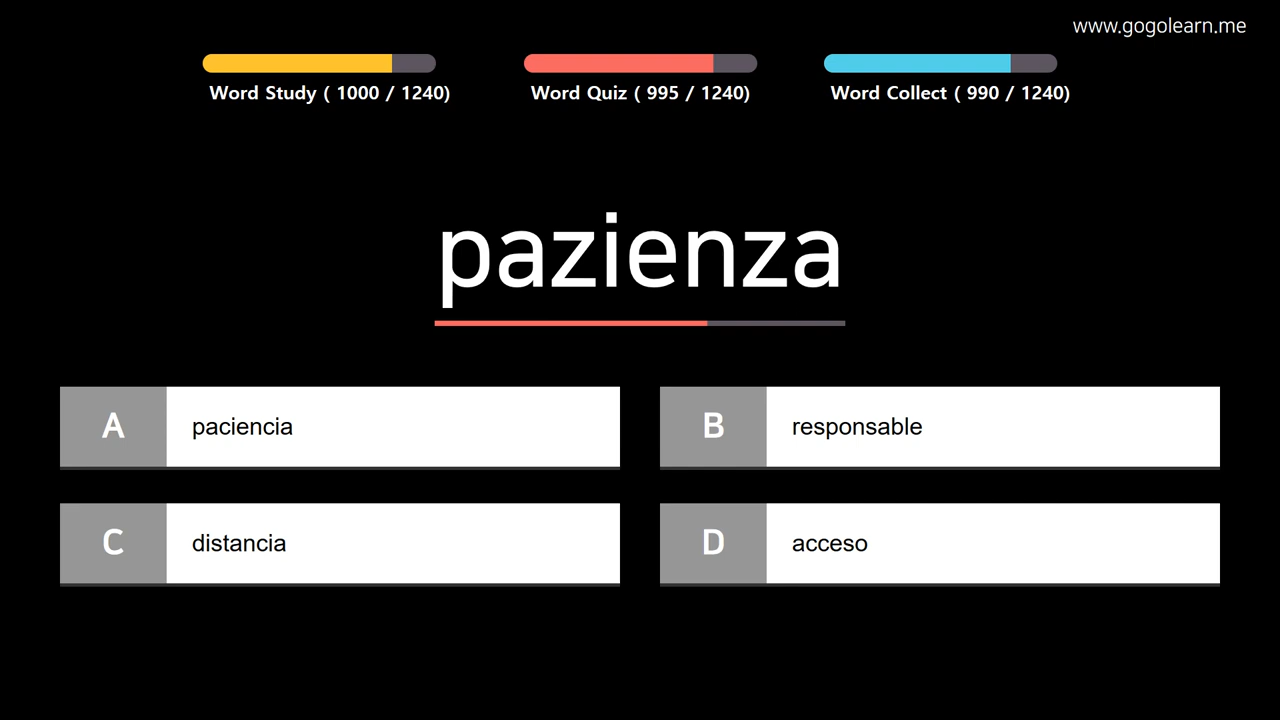 www.gogolearn.me
Word Study ( 1000 / 1240)
Word Quiz ( 995 / 1240)
Word Collect ( 990 / 1240)
pazienza
A paciencia
B responsable
C distancia
D acceso